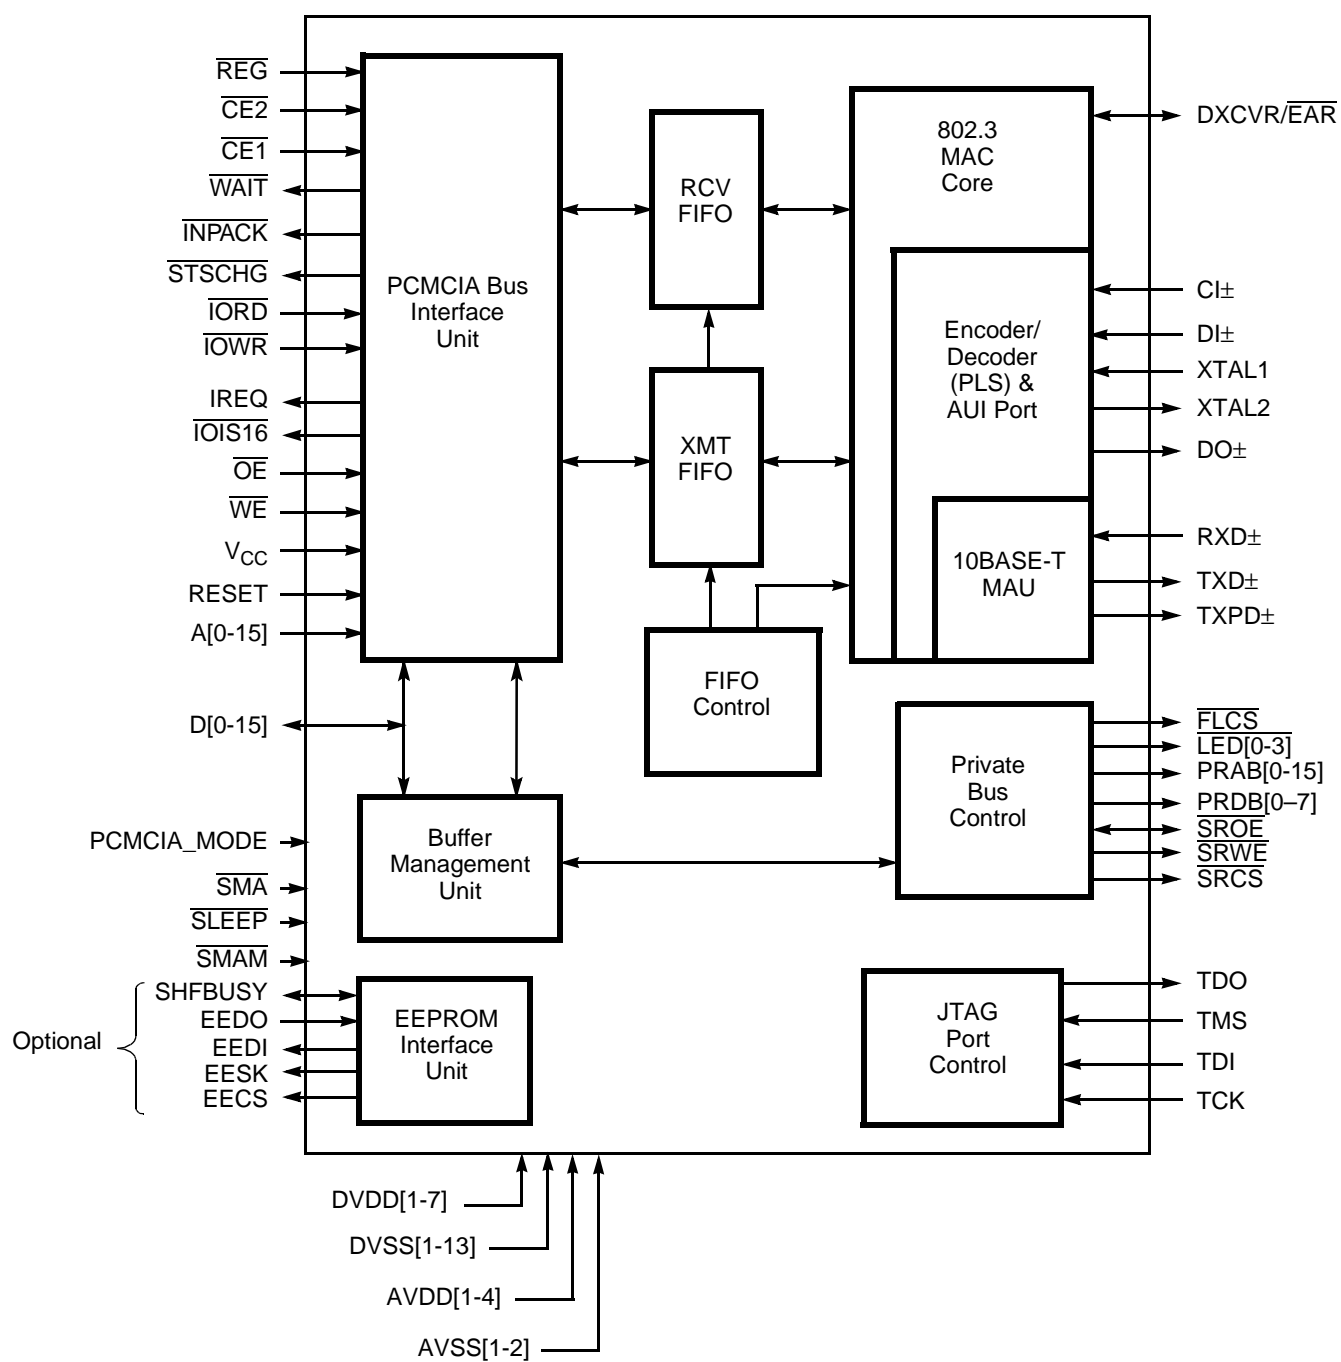 REG
CE2
CE1
WAIT
INPACK
STSCHG
IORD
IOWR
IREQ
IOIS16
OE
WE
VCC
RESET
A[0-15]
D[0-15]
PCMCIA_MODE
SMA
SLEEP
SMAM
SHFBUSY
EEDO
EEDI
EESK
EECS
Optional
PCMCIA Bus
Interface
Unit
RCV
FIFO
XMT
FIFO
FIFO
Control
802.3
MAC
Core
Encoder/
Decoder
(PLS) &
AUI Port
10BASE-T
MAU
Buffer
Management
Unit
Private
Bus
Control
EEPROM
Interface
Unit
JTAG
Port
Control
DXCVR/EAR
CI±
DI±
XTAL1
XTAL2
DO±
RXD±
TXD±
TXPD±
FLCS
LED[0-3]
PRAB[0-15]
PRDB[0–7]
SROE
SRWE
SRCS
TDO
TMS
TDI
TCK
DVDD[1-7]
DVSS[1-13]
AVDD[1-4]
AVSS[1-2]